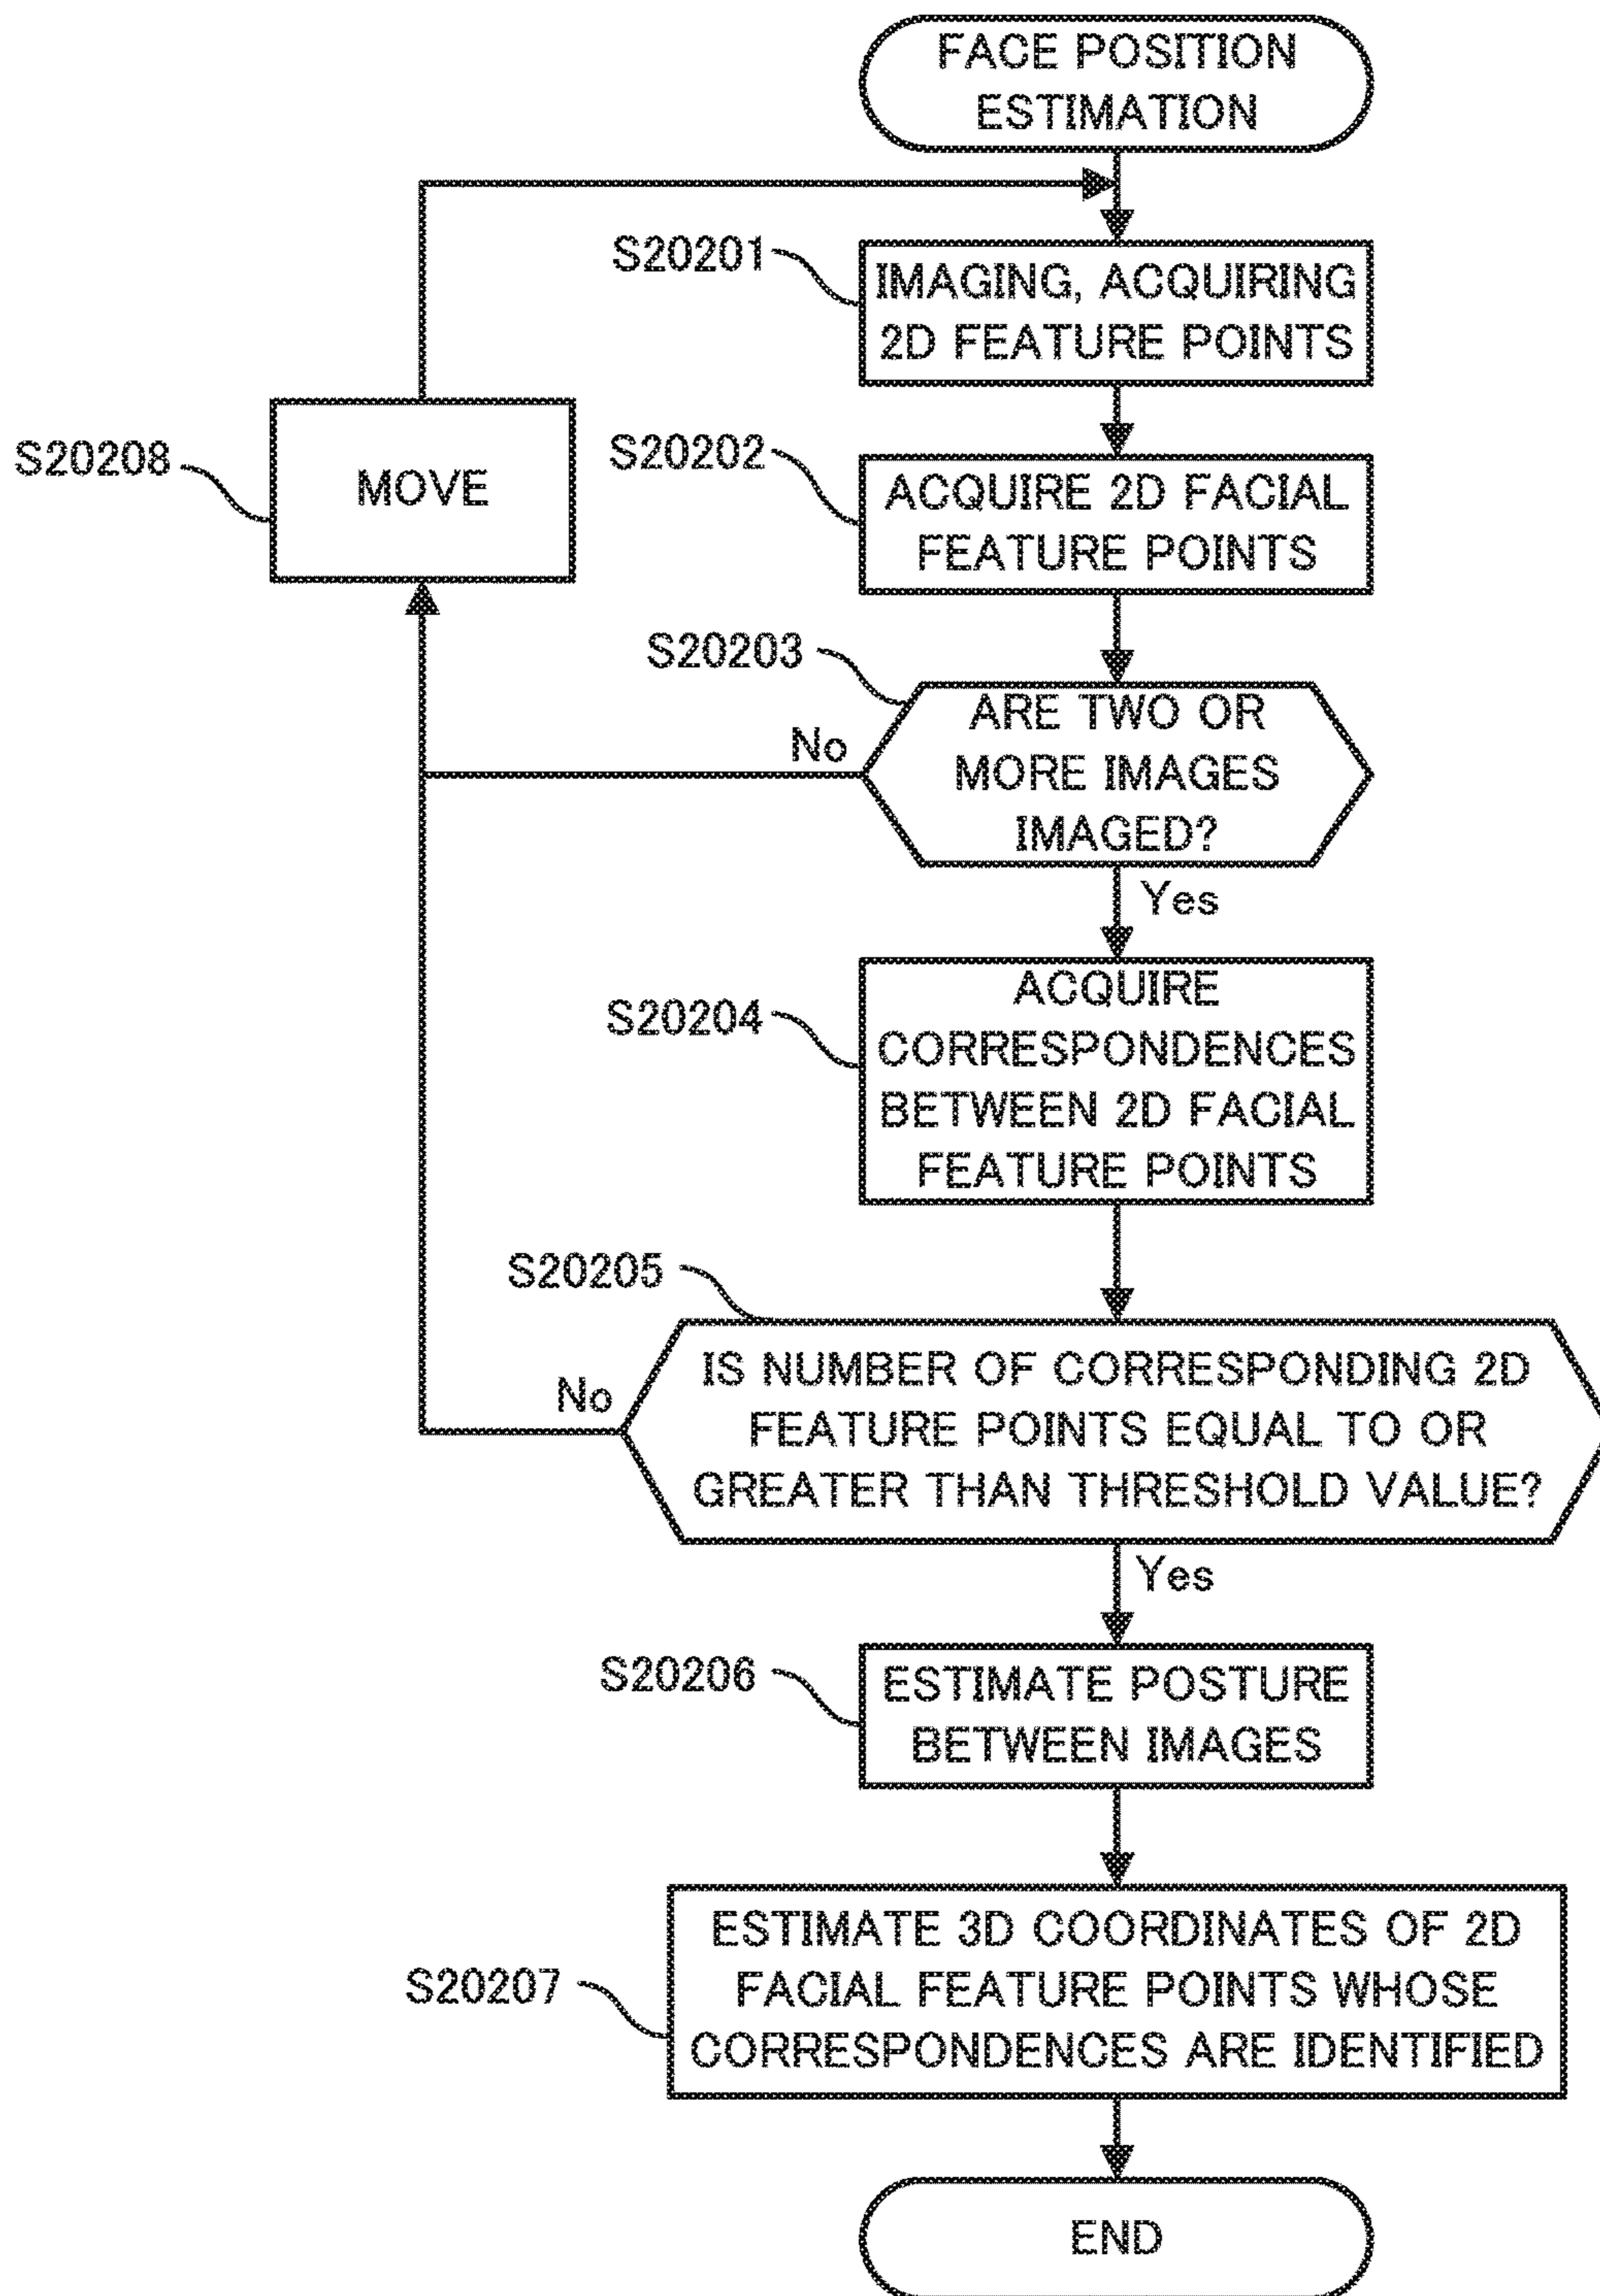 FACE POSITION
ESTIMATION
S20201
IMAGING, ACQUIRING
2D FEATURE POINTS
S20208
MOVE
S20202
ACQUIRE 2D FACIAL
FEATURE POINTS
S20203
No
ARE TWO OR
MORE IMAGES
IMAGED?
Yes
S20204
ACQUIRE
CORRESPONDENCES
BETWEEN 2D FACIAL
FEATURE POINTS
S20205
No
IS NUMBER OF CORRESPONDING 2D
FEATURE POINTS EQUAL TO OR
GREATER THAN THRESHOLD VALUE?
Yes
S20206
ESTIMATE POSTURE
BETWEEN IMAGES
S20207
ESTIMATE 3D COORDINATES OF 2D
FACIAL FEATURE POINTS WHOSE
CORRESPONDENCES ARE IDENTIFIED
END